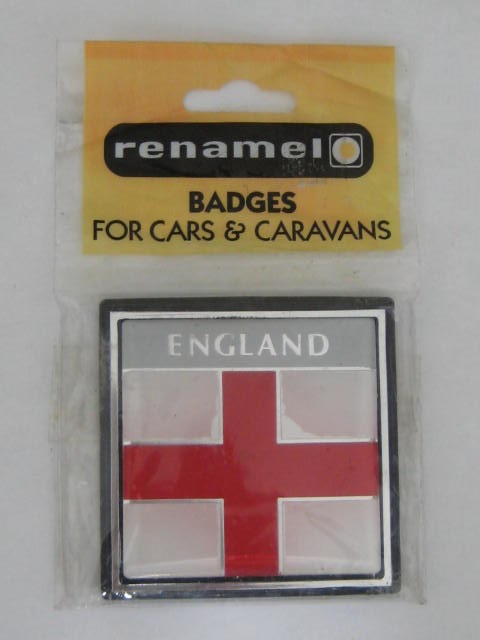 renamel
BADGES
FOR CARS & CARAVANS
ENGLAND